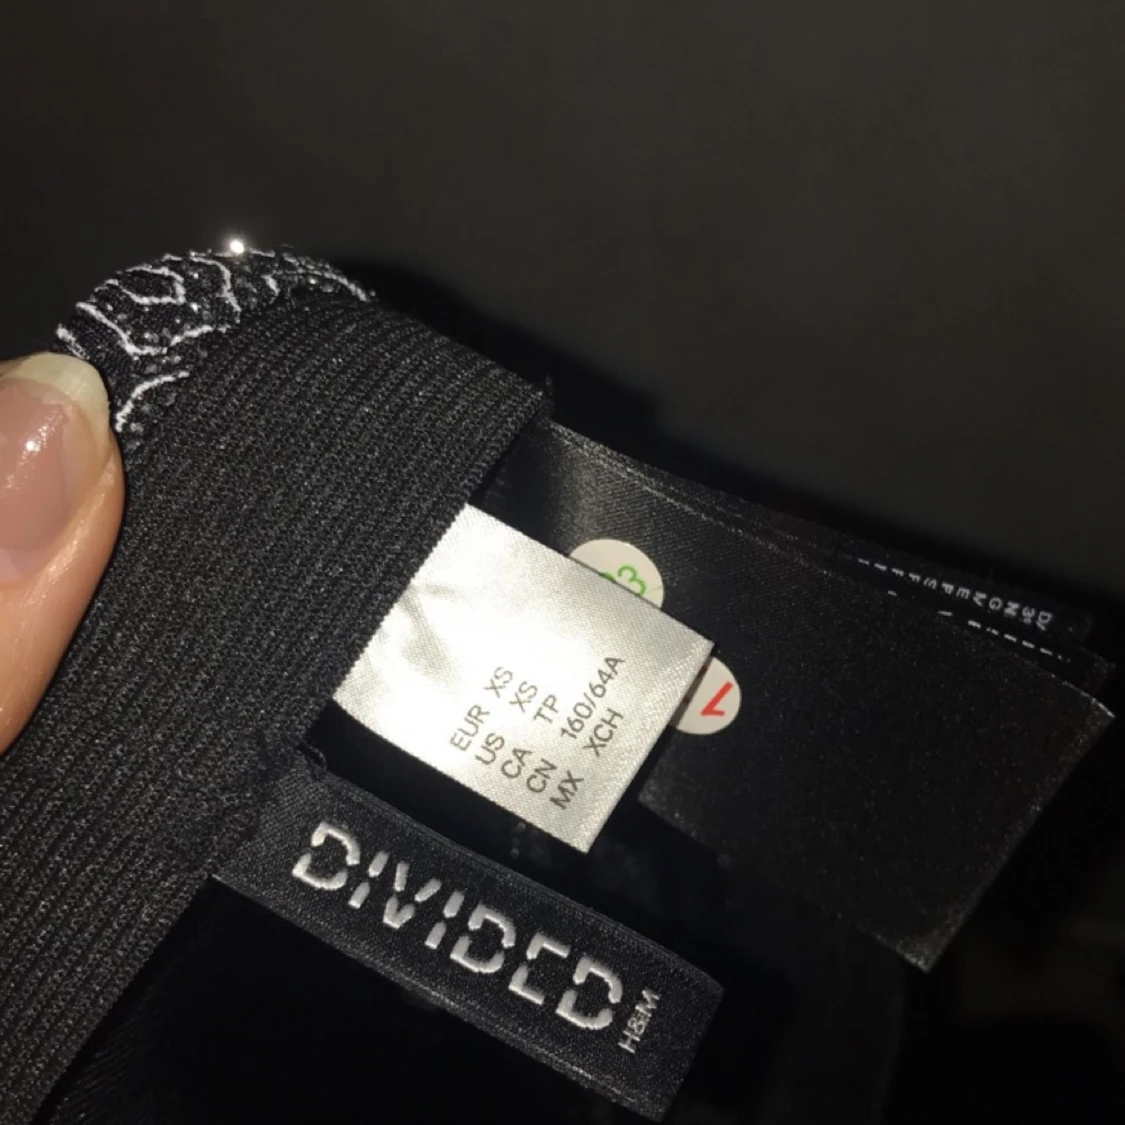 EUR XS
US XS
CA TP
CN 160/64A
MX XCH
DIVIDED
H&M